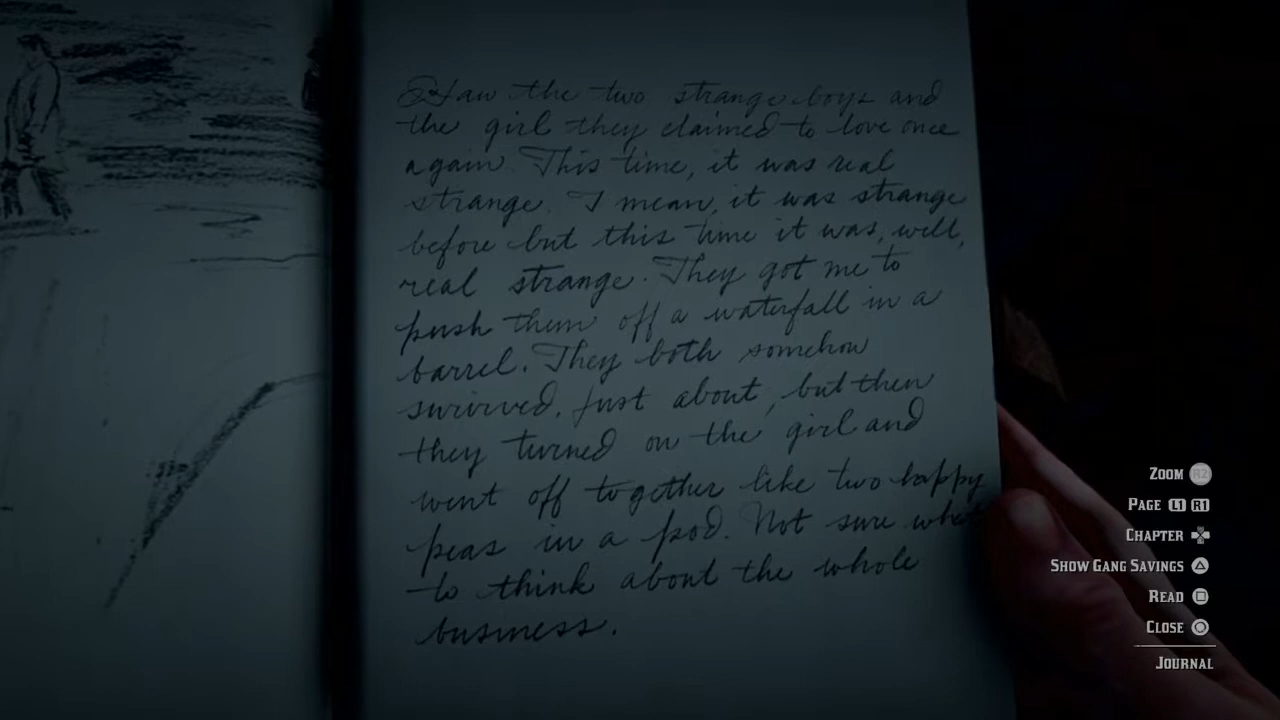 Saw the two strange boys and
the girl they claimed to love once
again. This time, it was real
strange. I mean, it was strange
before but this time it was, well,
real strange. They got me to
push them off a waterfall in a
barrel. They both somehow
survived, just about, but then
they turned on the girl and
went off together like two happy
peas in a pod. Not sure what
to think about the whole
business.
ZOOM R2
PAGE L1 R1
CHAPTER
SHOW GANG SAVINGS
READ
CLOSE
JOURNAL